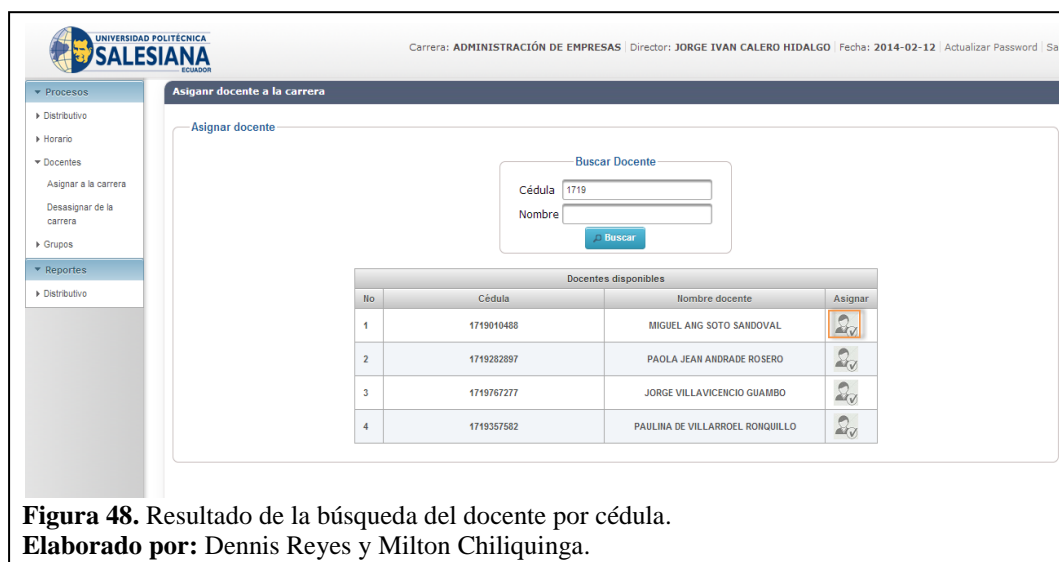 UNIVERSIDAD POLITÉCNICA
SALESIANA
ECUADOR
Carrera: ADMINISTRACIÓN DE EMPRESAS | Director: JORGE IVAN CALERO HIDALGO | Fecha: 2014-02-12 | Actualizar Password | Sa
Procesos
Distributivo
Horario
Docentes
Asignar a la carrera
Desasignar de la
carrera
Grupos
Reportes
Distributivo
Asiganr docente a la carrera
Asignar docente
Buscar Docente
Cédula 1719
Nombre
Buscar
Docentes disponibles
No Cédula Nombre docente Asignar
1 1719010488 MIGUEL ANG SOTO SANDOVAL
2 1719282897 PAOLA JEAN ANDRADE ROSERO
3 1719767277 JORGE VILLAVICENCIO GUAMBO
4 1719357582 PAULINA DE VILLARROEL RONQUILLO
Figura 48. Resultado de la búsqueda del docente por cédula.
Elaborado por: Dennis Reyes y Milton Chiliquinga.